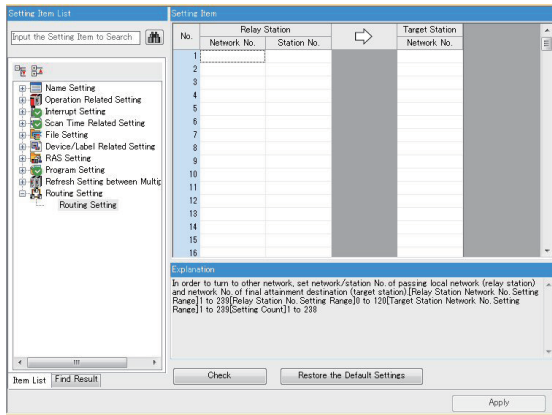 Setting Item List
Setting Item
Input the Setting Item to Search
No.
Relay Station
Target Station
Network No.
Station No.
Network No.
1
2
3
4
5
6
7
8
9
10
11
12
13
14
15
16
Name Setting
Operation Related Setting
Interrupt Setting
Scan Time Related Setting
File Setting
Device/Label Related Setting
RAS Setting
Program Setting
Refresh Setting between Multip
Routing Setting
Routing Setting
Explanation
In order to turn to other network, set network/station No. of passing local network (relay station)
and network No. of final attainment destination (target station).[Relay Station Network No. Setting
Range]1 to 239[Relay Station No. Setting Range]0 to 120[Target Station Network No. Setting
Range]1 to 239[Setting Count]1 to 238
Item List
Find Result
Check
Restore the Default Settings
Apply